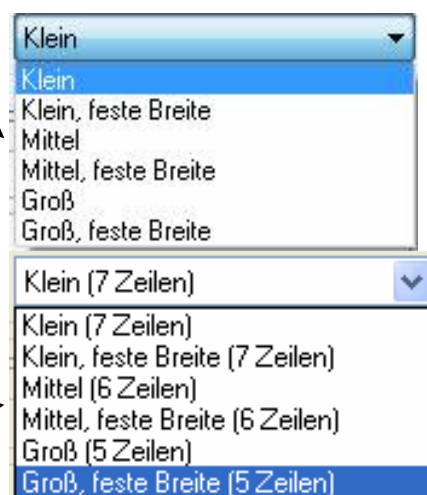 Klein
Klein
Klein, feste Breite
Mittel
Mittel, feste Breite
Groß
Groß, feste Breite
Klein (7 Zeilen)
Klein (7 Zeilen)
Klein, feste Breite (7 Zeilen)
Mittel (6 Zeilen)
Mittel, feste Breite (6 Zeilen)
Groß (5 Zeilen)
Groß, feste Breite (5 Zeilen)